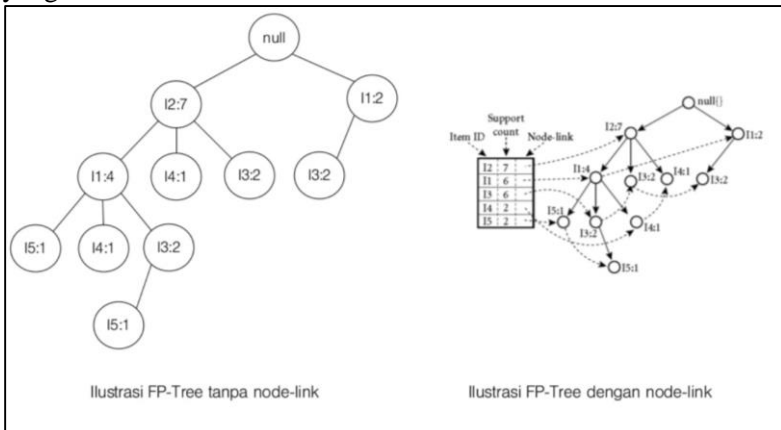 null
I2:7
I1:2
I1:4
I4:1
I3:2
I3:2
I5:1
I4:1
I3:2
I5:1
Ilustrasi FP-Tree tanpa node-link
null{}
Support
count
Item ID
Node-link
I2:7
I1:2
I2 7
I1 6
I3 6
I4 2
I5 2
I1:4
I3:2
I4:1
I3:2
I5:1
I3:2
I4:1
I5:1
Ilustrasi FP-Tree dengan node-link